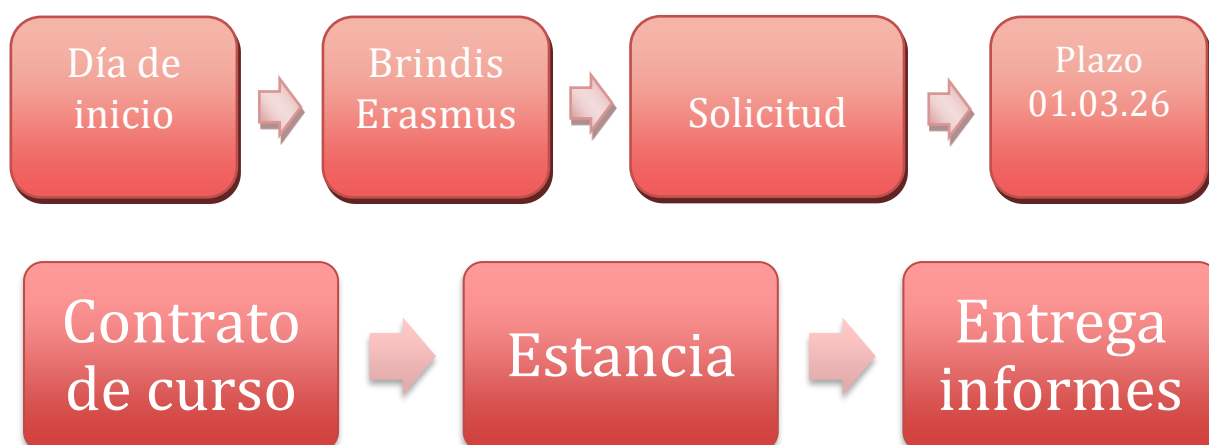 Día de
inicio
Brindis
Erasmus
Solicitud
Plazo
01.03.26
Contrato
de curso
Estancia
Entrega
informes